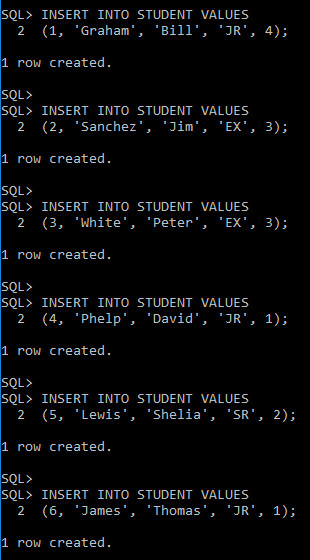 SQL> INSERT INTO STUDENT VALUES
  2  (1, 'Graham', 'Bill', 'JR', 4);
1 row created.
SQL>
SQL> INSERT INTO STUDENT VALUES
  2  (2, 'Sanchez', 'Jim', 'EX', 3);
1 row created.
SQL>
SQL> INSERT INTO STUDENT VALUES
  2  (3, 'White', 'Peter', 'EX', 3);
1 row created.
SQL>
SQL> INSERT INTO STUDENT VALUES
  2  (4, 'Phelp', 'David', 'JR', 1);
1 row created.
SQL>
SQL> INSERT INTO STUDENT VALUES
  2  (5, 'Lewis', 'Shelia', 'SR', 2);
1 row created.
SQL>
SQL> INSERT INTO STUDENT VALUES
  2  (6, 'James', 'Thomas', 'JR', 1);
1 row created.